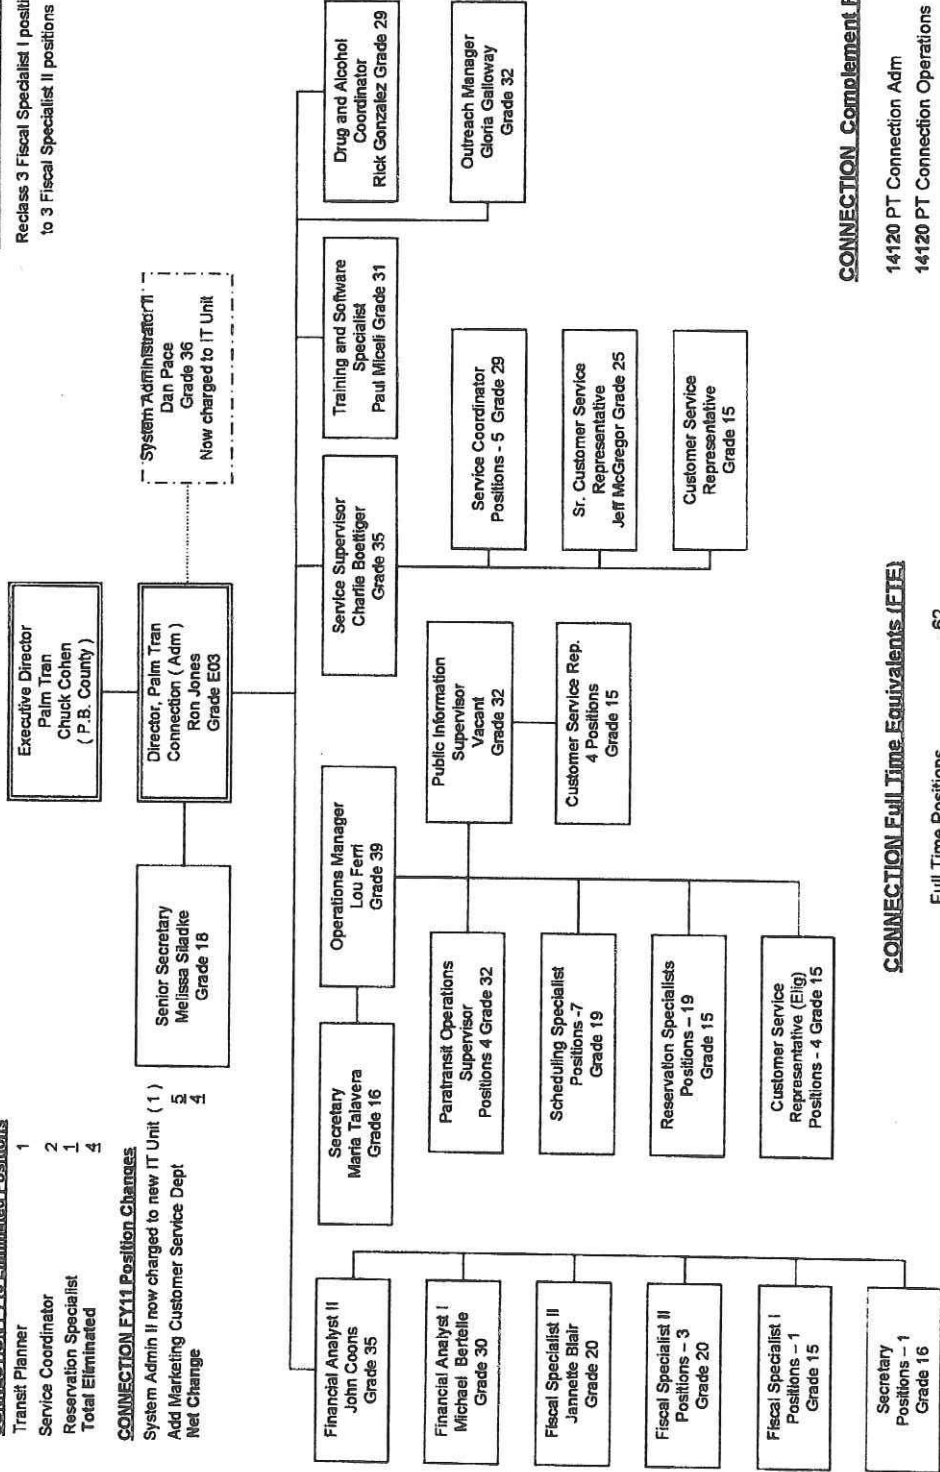 Reclass 3 Fiscal Specialist I
to 3 Fiscal Specialist II positions
Transit Planner 1
Service Coordinator 2
Reservation Specialist 1
Total Eliminated 4
CONNECTION FY11 Position Changes
System Admin II now charged to new IT Unit ( 1 )
Add Marketing Customer Service Dept 5
Net Change 4
Executive Director
Palm Tran
Chuck Cohen
( P.B. County )
Senior Secretary
Melissa Siladke
Grade 18
Director, Palm Tran
Connection ( Adm )
Ron Jones
Grade E03
System Administrator II
Dan Pace
Grade 36
Now charged to IT Unit
Financial Analyst II
John Coons
Grade 35
Financial Analyst I
Michael Bertelle
Grade 30
Fiscal Specialist II
Jannette Blair
Grade 20
Fiscal Specialist II
Positions – 3
Grade 20
Fiscal Specialist I
Positions – 1
Grade 15
Secretary
Positions – 1
Grade 16
Secretary
Maria Talavera
Grade 16
Operations Manager
Lou Ferri
Grade 39
Paratransit Operations
Supervisor
Positions 4 Grade 32
Scheduling Specialist
Positions -7
Grade 19
Reservation Specialists
Positions – 19
Grade 15
Customer Service
Representative (Elig)
Positions - 4 Grade 15
Public Information
Supervisor
Vacant
Grade 32
Customer Service Rep.
4 Positions
Grade 15
Service Supervisor
Charlie Boettiger
Grade 35
Service Coordinator
Positions - 5 Grade 29
Sr. Customer Service
Representative
Jeff McGregor Grade 25
Customer Service
Representative
Grade 15
Training and Software
Specialist
Paul Miceli Grade 31
Drug and Alcohol
Coordinator
Rick Gonzalez Grade 29
Outreach Manager
Gloria Galloway
Grade 32
CONNECTION Full Time Equivalents (FTE)
Full Time Positions
CONNECTION Complement
14120 PT Connection Adm
14120 PT Connection Operations